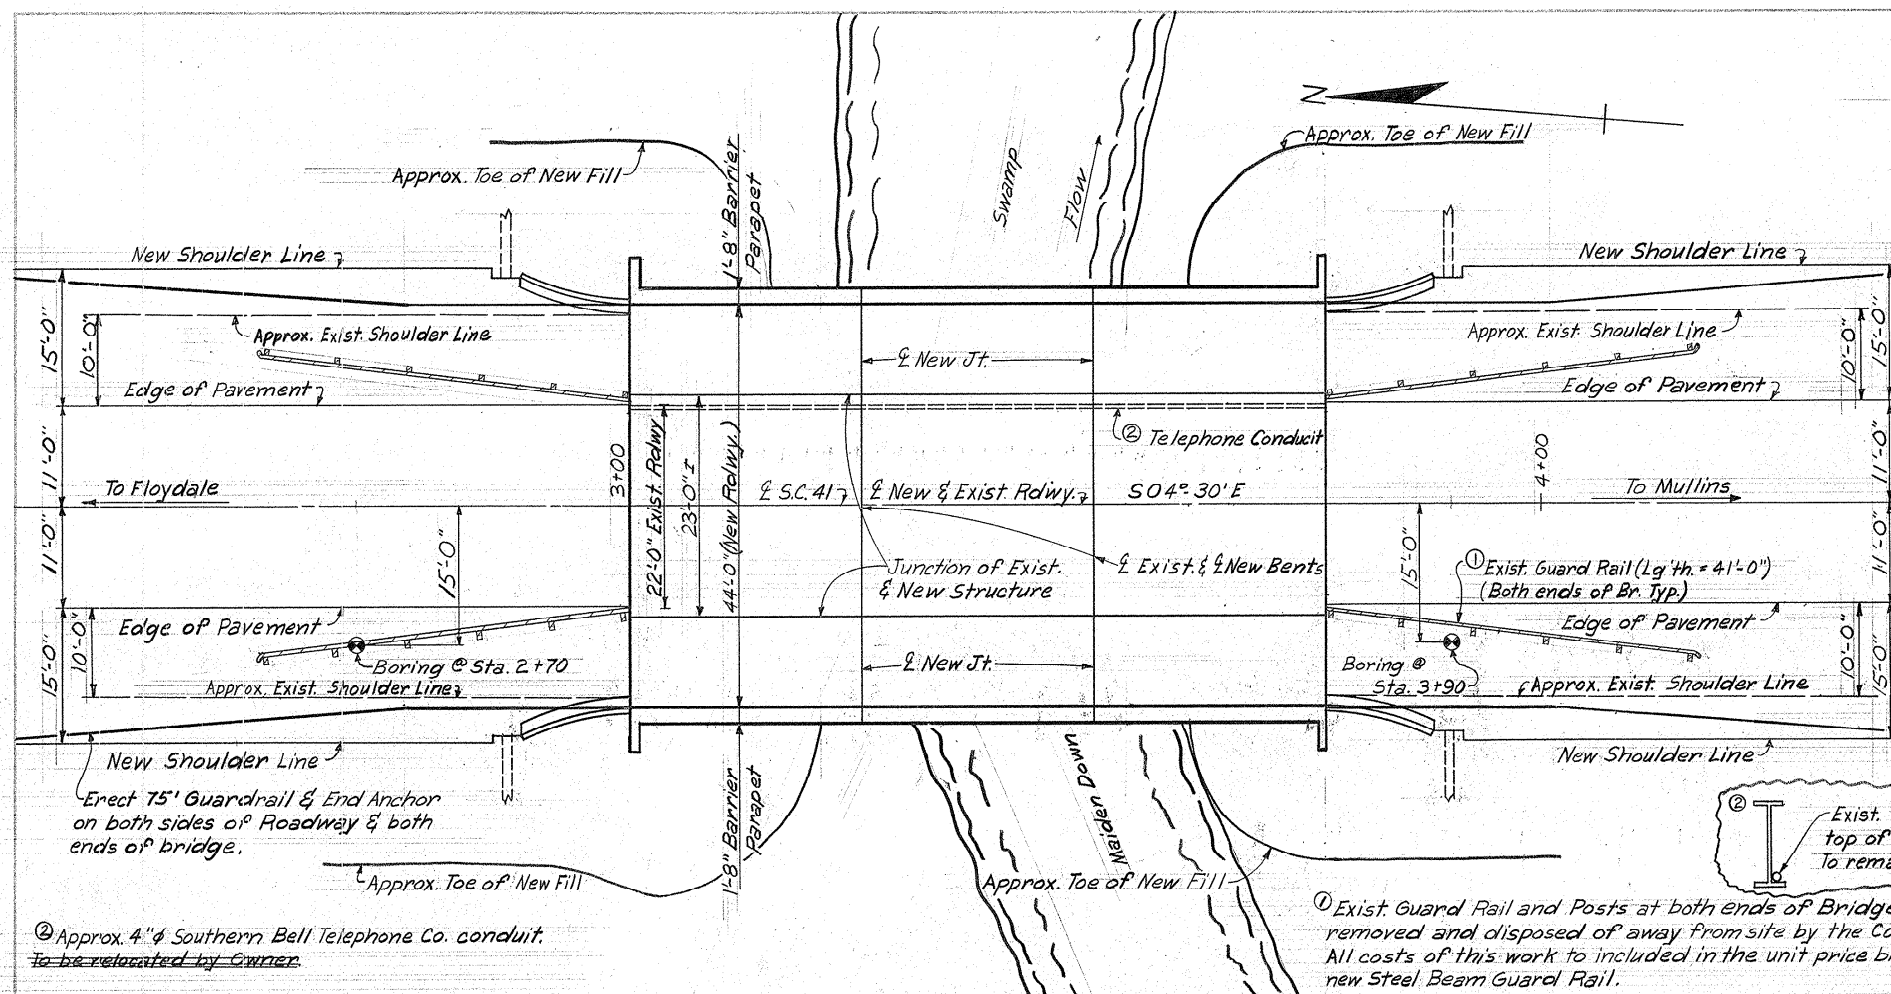 N
Approx. Toe of New Fill
Approx. Toe of New Fill
1'-8" Barrier
Parapet
Swamp
Flow
New Shoulder Line
New Shoulder Line
15'-0"
10'-0"
Approx. Exist. Shoulder Line
Approx. Exist. Shoulder Line
10'-0"
15'-0"
℄ New Jt.
Edge of Pavement
Edge of Pavement
② Telephone Conducit
11'-0"
To Floydale
3+00
22'-0" Exist. Rdwy
23'-0" ±
44'-0" (New Rdwy.)
℄ S.C. 41
℄ New & Exist. Rdwy.
S 04°-30' E
4+00
To Mullins
11'-0"
11'-0"
15'-0"
Junction of Exist.
& New Structure
℄ Exist. & ℄ New Bents
15'-0"
① Exist. Guard Rail (Lg'th. = 41'-0")
(Both ends of Br. Typ.)
11'-0"
Edge of Pavement
Edge of Pavement
15'-0"
10'-0"
Boring @ Sta. 2+70
℄ New Jt.
Boring @
Sta. 3+90
10'-0"
15'-0"
Approx. Exist. Shoulder Line
Approx. Exist. Shoulder Line
New Shoulder Line
New Shoulder Line
Erect 75' Guardrail & End Anchor
on both sides of Roadway & both
ends of bridge.
1'-8" Barrier
Parapet
Maiden Down
②
Exist.
top of
To rema
Approx. Toe of New Fill
Approx. Toe of New Fill
② Approx. 4"φ Southern Bell Telephone Co. conduit.
To be relocated by Owner.
① Exist. Guard Rail and Posts at both ends of Bridge
removed and disposed of away from site by the Co
All costs of this work to included in the unit price b
new Steel Beam Guard Rail.